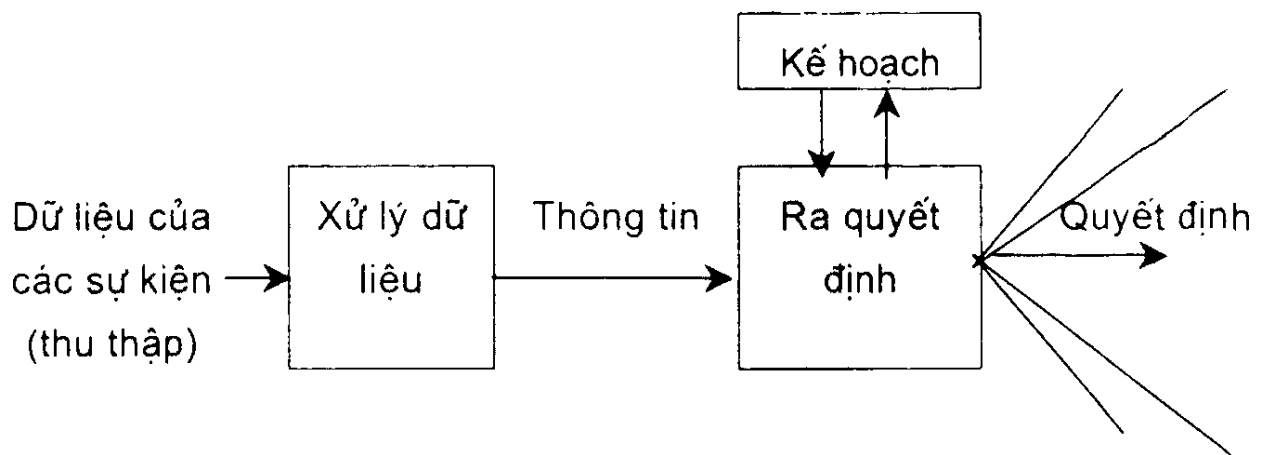 Kế hoạch
Dữ liệu của
các sự kiện
(thu thập)
Xử lý dữ
liệu
Thông tin
Ra quyết
định
Quyết định